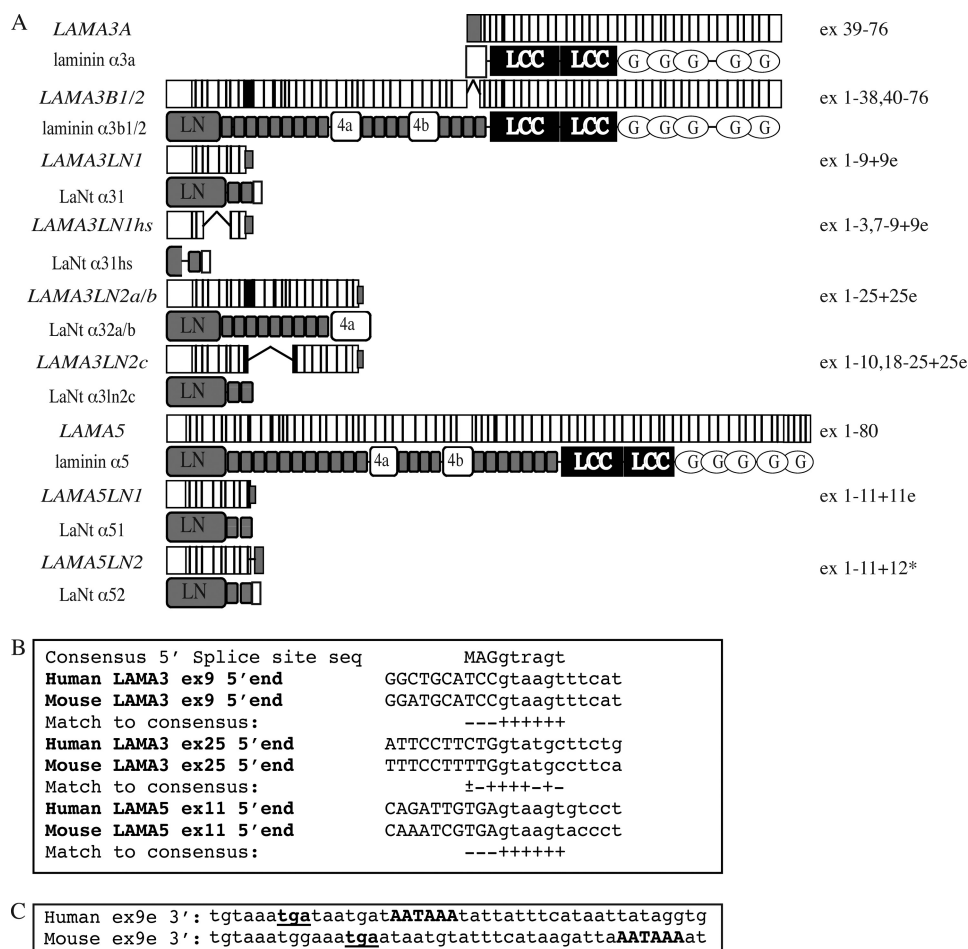 A
LAMA3A ex 39-76
laminin α3a LCC LCC G G G G G
LAMA3B1/2 ex 1-38,40-76
laminin α3b1/2 LN 4a 4b LCC LCC G G G G G
LAMA3LN1 ex 1-9+9e
LaNt α31 LN
LAMA3LN1hs ex 1-3,7-9+9e
LaNt α31hs
LAMA3LN2a/b ex 1-25+25e
LaNt α32a/b LN 4a
LAMA3LN2c ex 1-10,18-25+25e
LaNt α3ln2c LN
LAMA5 ex 1-80
laminin α5 LN 4a 4b LCC LCC G G G G G
LAMA5LN1 ex 1-11+11e
LaNt α51 LN
LAMA5LN2 ex 1-11+12*
LaNt α52 LN
B
Consensus 5' Splice site seq MAGgtragt
Human LAMA3 ex9 5'end GGCTGCATCCgtaagtttcat
Mouse LAMA3 ex9 5'end GGATGCATCCgtaagtttcat
Match to consensus: ---++++++
Human LAMA3 ex25 5'end ATTCCTTCTGgtatgcttctg
Mouse LAMA3 ex25 5'end TTTCCTTTTGgtatgccttca
Match to consensus: ±-++++-+-
Human LAMA5 ex11 5'end CAGATTGTGAgtaagtgtcct
Mouse LAMA5 ex11 5'end CAAATCGTGAgtaagtaccct
Match to consensus: ---++++++
C
Human ex9e 3': tgtaaatgataatgatAATAAAtattatttcataattataggtg
Mouse ex9e 3': tgtaaatggaaatgaataatgtatttcataagattaAATAAAat